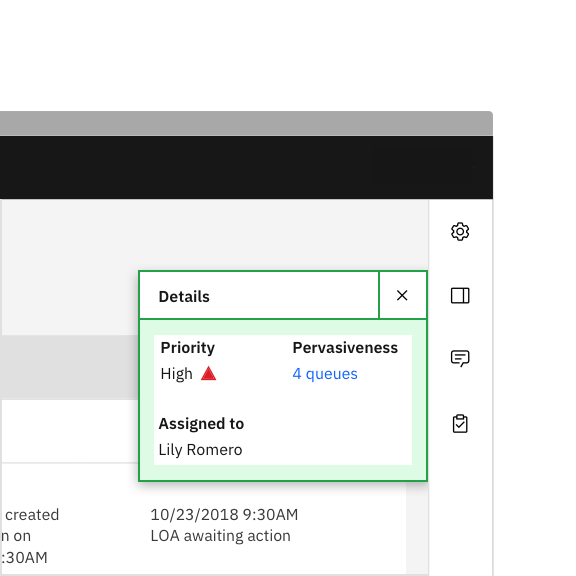 Details
Priority Pervasiveness
High 4 queues
Assigned to
Lily Romero
created 10/23/2018 9:30AM
n on LOA awaiting action
:30AM